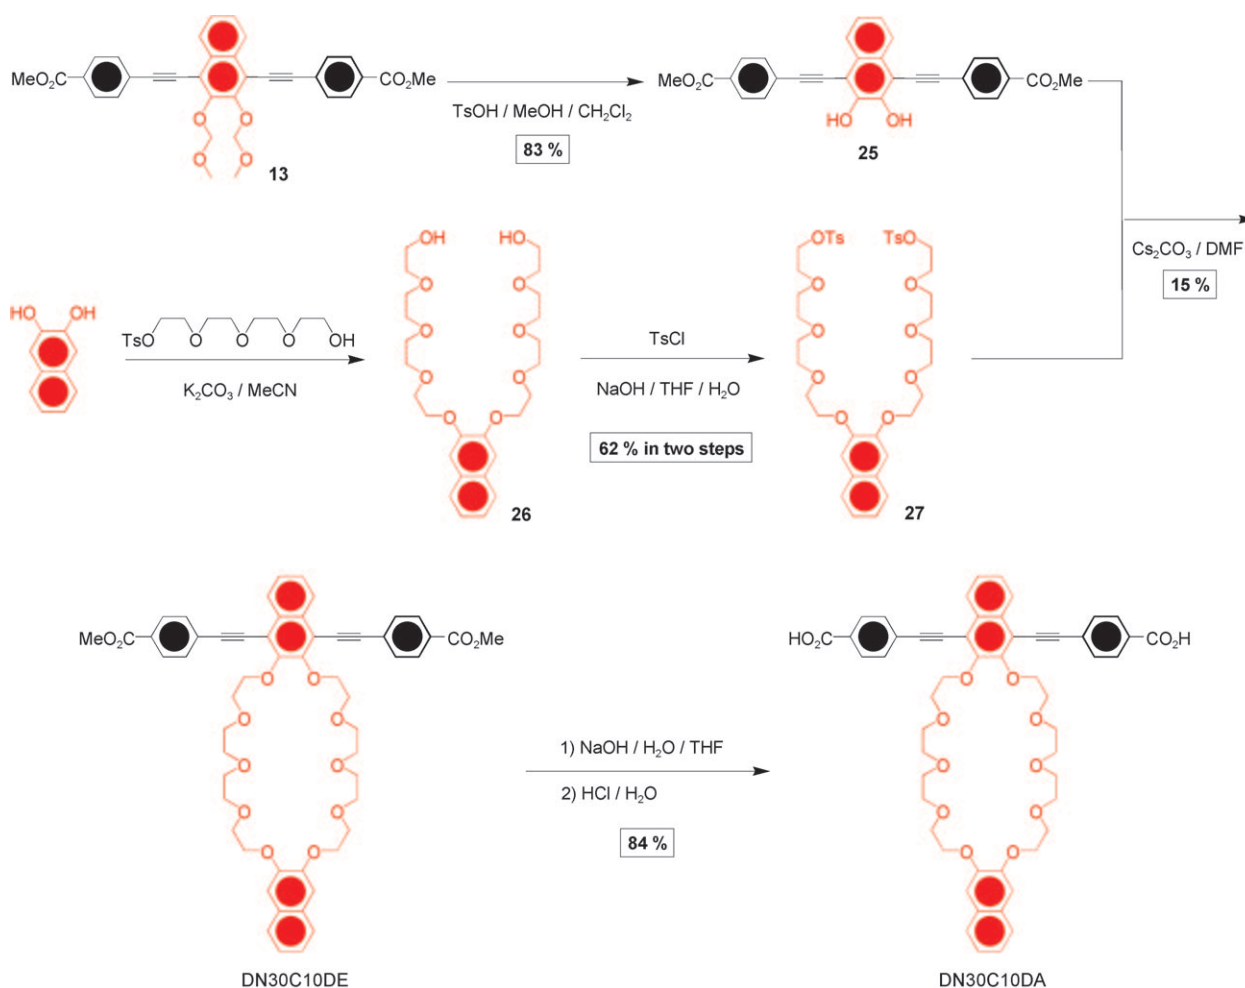 MeO₂C CO₂Me
O O
O O
13
TsOH / MeOH / CH₂Cl₂
83 %
MeO₂C CO₂Me
HO OH
25
HO OH
TsO O O O OH
K₂CO₃ / MeCN
OH HO
O O
O O
O O
O O
26
TsCl
NaOH / THF / H₂O
62 % in two steps
OTs TsO
O O
O O
O O
O O
27
Cs₂CO₃ / DMF
15 %
MeO₂C CO₂Me
O O
O O
O O
O O
O O
DN30C10DE
1) NaOH / H₂O / THF
2) HCl / H₂O
84 %
HO₂C CO₂H
O O
O O
O O
O O
O O
DN30C10DA